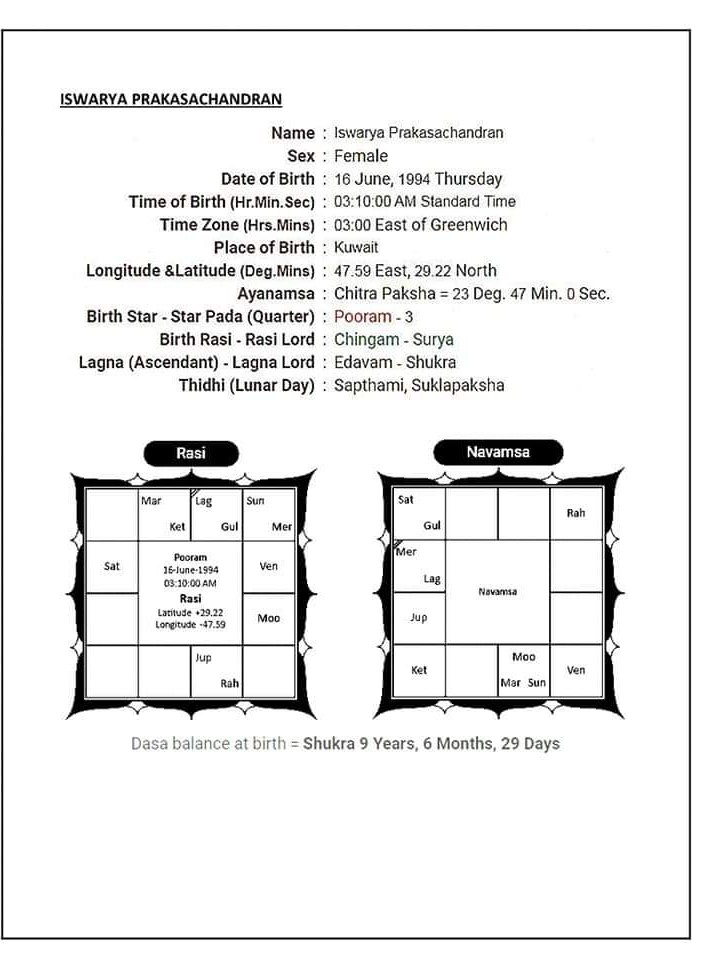 ISWARYA PRAKASACHANDRAN
Name : Iswarya Prakasachandran
Sex : Female
Date of Birth : 16 June, 1994 Thursday
Time of Birth (Hr.Min.Sec) : 03:10:00 AM Standard Time
Time Zone (Hrs.Mins) : 03:00 East of Greenwich
Place of Birth : Kuwait
Longitude &Latitude (Deg.Mins) : 47.59 East, 29.22 North
Ayanamsa : Chitra Paksha = 23 Deg. 47 Min. 0 Sec.
Birth Star - Star Pada (Quarter) : Pooram - 3
Birth Rasi - Rasi Lord : Chingam - Surya
Lagna (Ascendant) - Lagna Lord : Edavam - Shukra
Thidhi (Lunar Day) : Sapthami, Suklapaksha
Rasi
Mar
Ket
Lag
Gul
Sun
Mer
Sat
Pooram
16-June-1994
03:10:00 AM
Rasi
Latitude +29.22
Longitude -47.59
Ven
Moo
Jup
Rah
Navamsa
Sat
Gul
Rah
Mer
Lag
Navamsa
Jup
Ket
Moo
Mar Sun
Ven
Dasa balance at birth = Shukra 9 Years, 6 Months, 29 Days